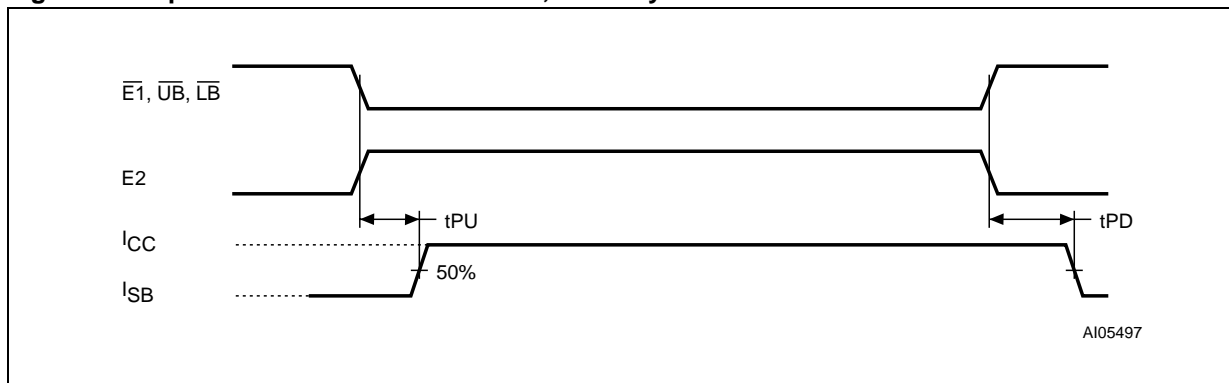 E1, UB, LB
E2
tPU
tPD
ICC
50%
ISB
AI05497